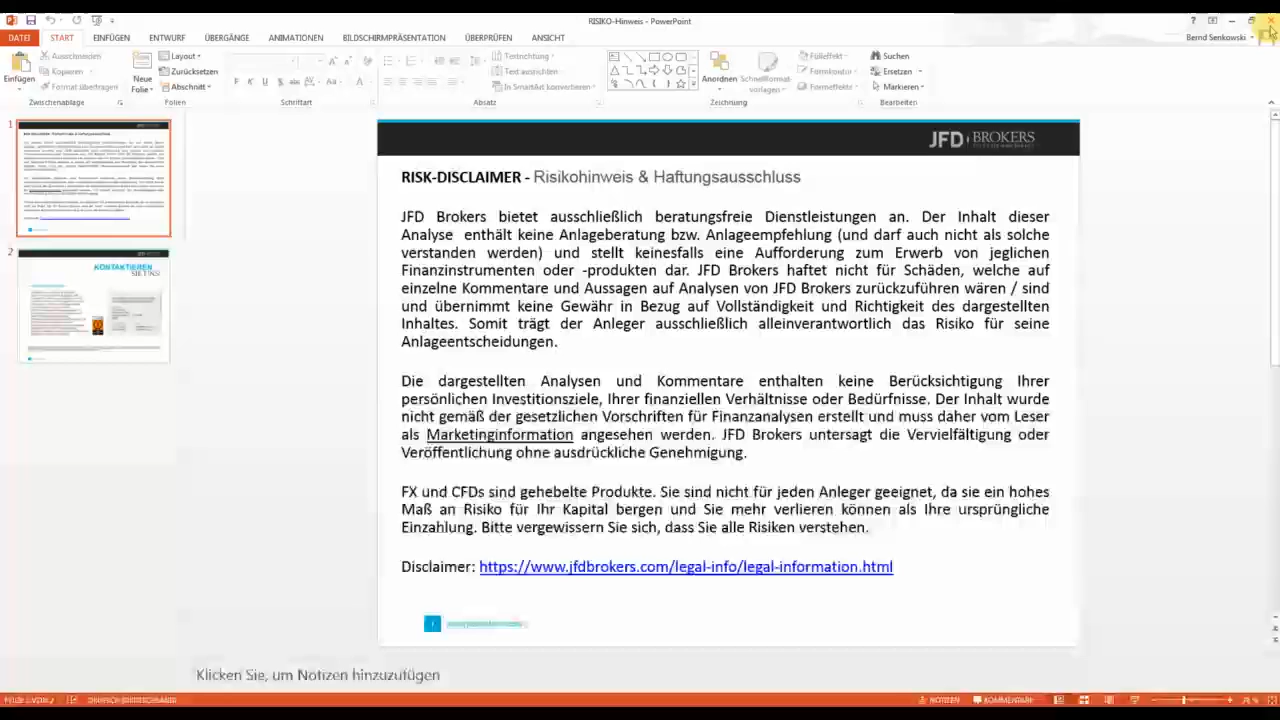 RISIKO-Hinweis - PowerPoint
DATEI START EINFÜGEN ENTWURF ÜBERGÄNGE ANIMATIONEN BILDSCHIRMPRÄSENTATION ÜBERPRÜFEN ANSICHT
Bernd Senkowski
Einfügen
Ausschneiden
Kopieren
Format übertragen
Zwischenablage
Neue
Folie
Layout
Zurücksetzen
Abschnitt
Folien
Schriftart
Textrichtung
Text ausrichten
In SmartArt konvertieren
Absatz
Anordnen
Schnellformat-
vorlagen
Fülleffekt
Formkontur
Formeffekte
Zeichnung
Suchen
Ersetzen
Markieren
Bearbeiten
1
2
KONTAKTIEREN
SIE UNS!
JFD BROKERS
RISK-DISCLAIMER - Risikohinweis & Haftungsausschluss
JFD Brokers bietet ausschließlich beratungsfreie Dienstleistungen an. Der Inhalt dieser
Analyse enthält keine Anlageberatung bzw. Anlageempfehlung (und darf auch nicht als solche
verstanden werden) und stellt keinesfalls eine Aufforderung zum Erwerb von jeglichen
Finanzinstrumenten oder -produkten dar. JFD Brokers haftet nicht für Schäden, welche auf
einzelne Kommentare und Aussagen auf Analysen von JFD Brokers zurückzuführen wären / sind
und übernimmt keine Gewähr in Bezug auf Vollständigkeit und Richtigkeit des dargestellten
Inhaltes. Somit trägt der Anleger ausschließlich alleinverantwortlich das Risiko für seine
Anlageentscheidungen.
Die dargestellten Analysen und Kommentare enthalten keine Berücksichtigung Ihrer
persönlichen Investitionsziele, Ihrer finanziellen Verhältnisse oder Bedürfnisse. Der Inhalt wurde
nicht gemäß der gesetzlichen Vorschriften für Finanzanalysen erstellt und muss daher vom Leser
als Marketinginformation angesehen werden. JFD Brokers untersagt die Vervielfältigung oder
Veröffentlichung ohne ausdrückliche Genehmigung.
FX und CFDs sind gehebelte Produkte. Sie sind nicht für jeden Anleger geeignet, da sie ein hohes
Maß an Risiko für Ihr Kapital bergen und Sie mehr verlieren können als Ihre ursprüngliche
Einzahlung. Bitte vergewissern Sie sich, dass Sie alle Risiken verstehen.
Disclaimer: https://www.jfdbrokers.com/legal-info/legal-information.html
Klicken Sie, um Notizen hinzuzufügen
NOTIZEN KOMMENTARE